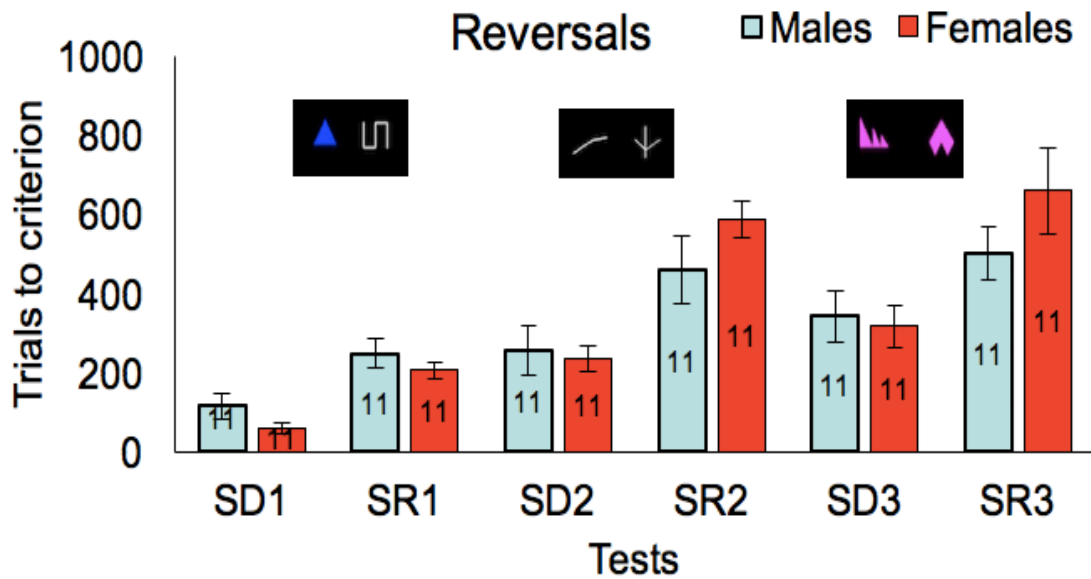 Reversals
Males Females
Trials to criterion
1000
800
600
400
200
0
11 11 11 11 11 11 11 11 11 11 11 11
SD1 SR1 SD2 SR2 SD3 SR3
Tests